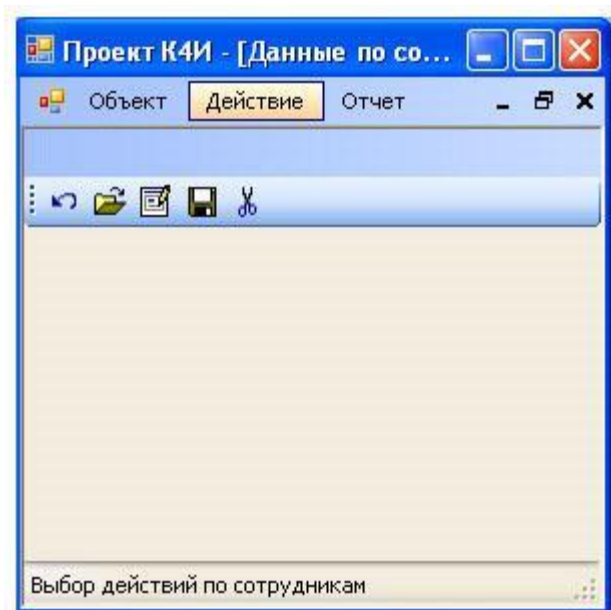 Проект К4И - [Данные по со...
Объект Действие Отчет
Выбор действий по сотрудникам